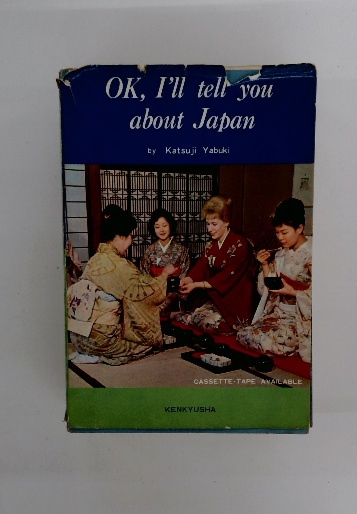 OK, I'll tell you
about Japan
by Katsuji Yabuki
CASSETTE-TAPE AVAILABLE
KENKYUSHA